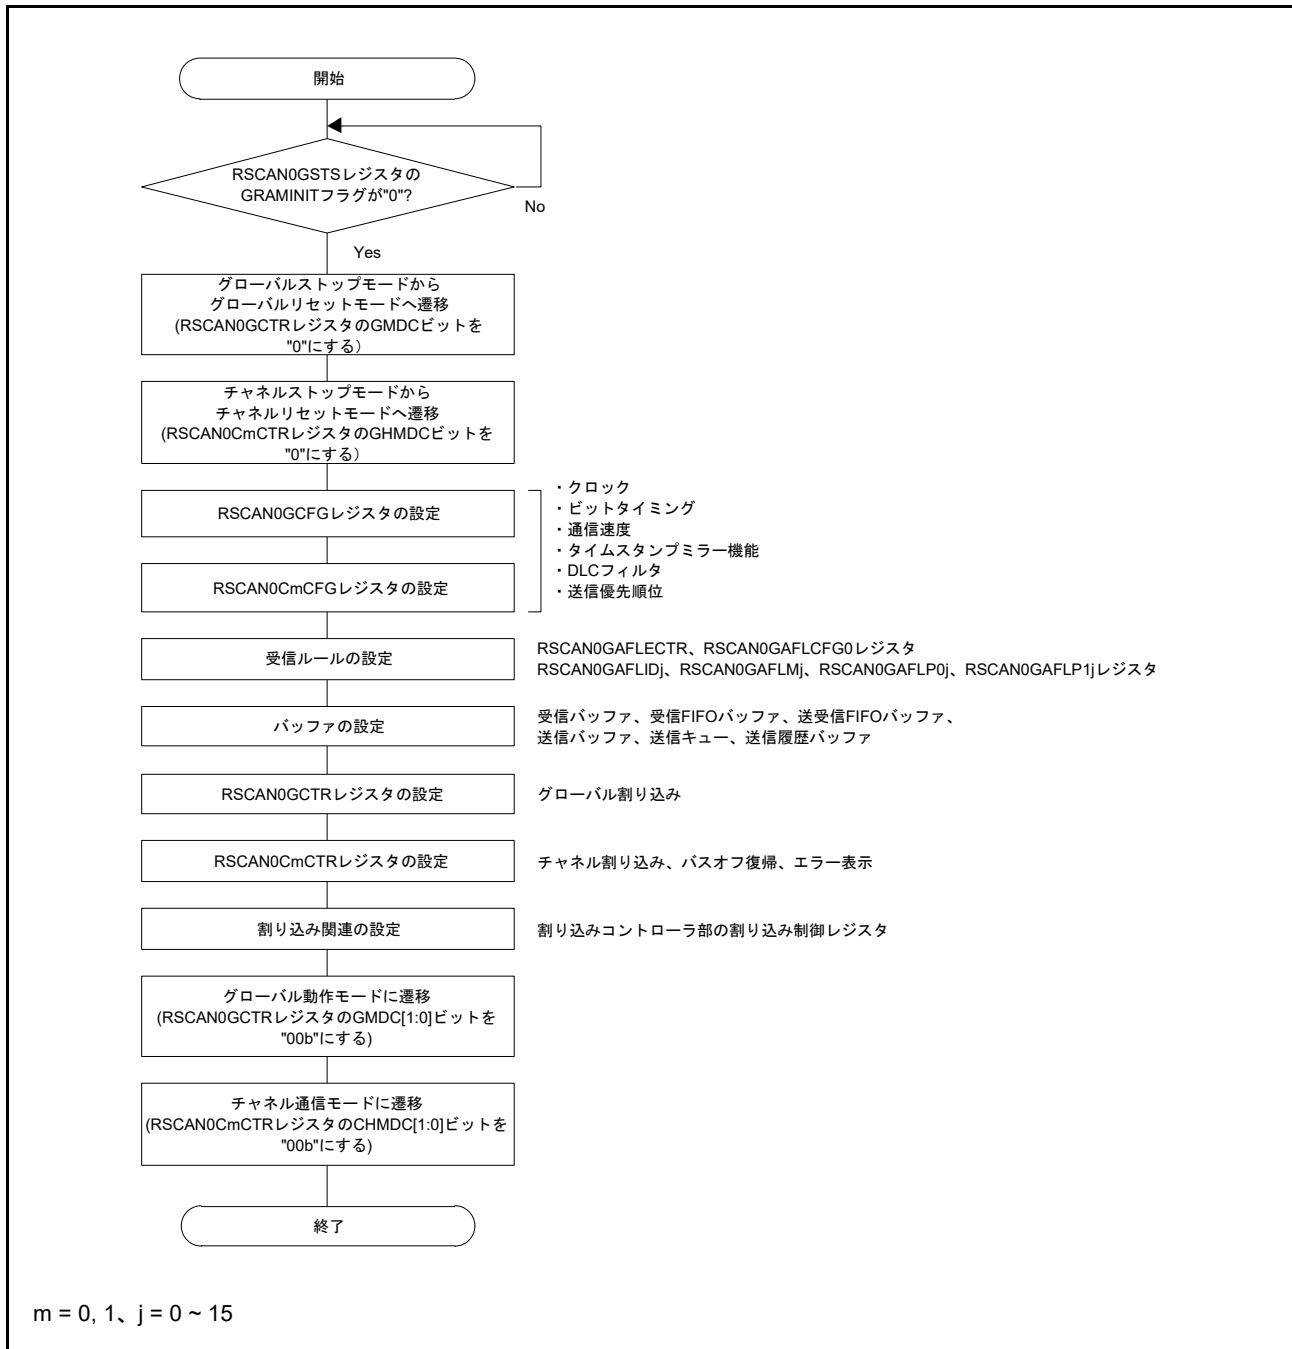 開始
RSCAN0GSTSレジスタの
GRAMINITフラグが"0"?
No
Yes
グローバルストップモードから
グローバルリセットモードへ遷移
(RSCAN0GCTRレジスタのGMDCビットを
"0"にする）
チャネルストップモードから
チャネルリセットモードへ遷移
(RSCAN0CmCTRレジスタのGHMDCビットを
"0"にする）
RSCAN0GCFGレジスタの設定
RSCAN0CmCFGレジスタの設定
・クロック
・ビットタイミング
・通信速度
・タイムスタンプミラー機能
・DLCフィルタ
・送信優先順位
受信ルールの設定
RSCAN0GAFLECTR、RSCAN0GAFLCFG0レジスタ
RSCAN0GAFLIDj、RSCAN0GAFLMj、RSCAN0GAFLP0j、RSCAN0GAFLP1jレジスタ
バッファの設定
受信バッファ、受信FIFOバッファ、送受信FIFOバッファ、
送信バッファ、送信キュー、送信履歴バッファ
RSCAN0GCTRレジスタの設定
グローバル割り込み
RSCAN0CmCTRレジスタの設定
チャネル割り込み、バスオフ復帰、エラー表示
割り込み関連の設定
割り込みコントローラ部の割り込み制御レジスタ
グローバル動作モードに遷移
(RSCAN0GCTRレジスタのGMDC[1:0]ビットを
"00b"にする)
チャネル通信モードに遷移
(RSCAN0CmCTRレジスタのCHMDC[1:0]ビットを
"00b"にする)
終了
m = 0, 1、j = 0 ~ 15